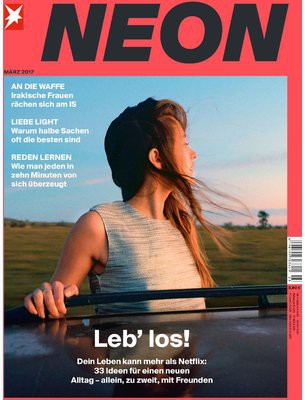 NEON
MÄRZ 2017
AN DIE WAFFE
Irakische Frauen
rächen sich am IS
LIEBE LIGHT
Warum halbe Sachen
oft die besten sind
REDEN LERNEN
Wie man jeden in
zehn Minuten von
sich überzeugt
Leb' los!
Dein Leben kann mehr als Netflix:
33 Ideen für einen neuen
Alltag – allein, zu zweit, mit Freunden